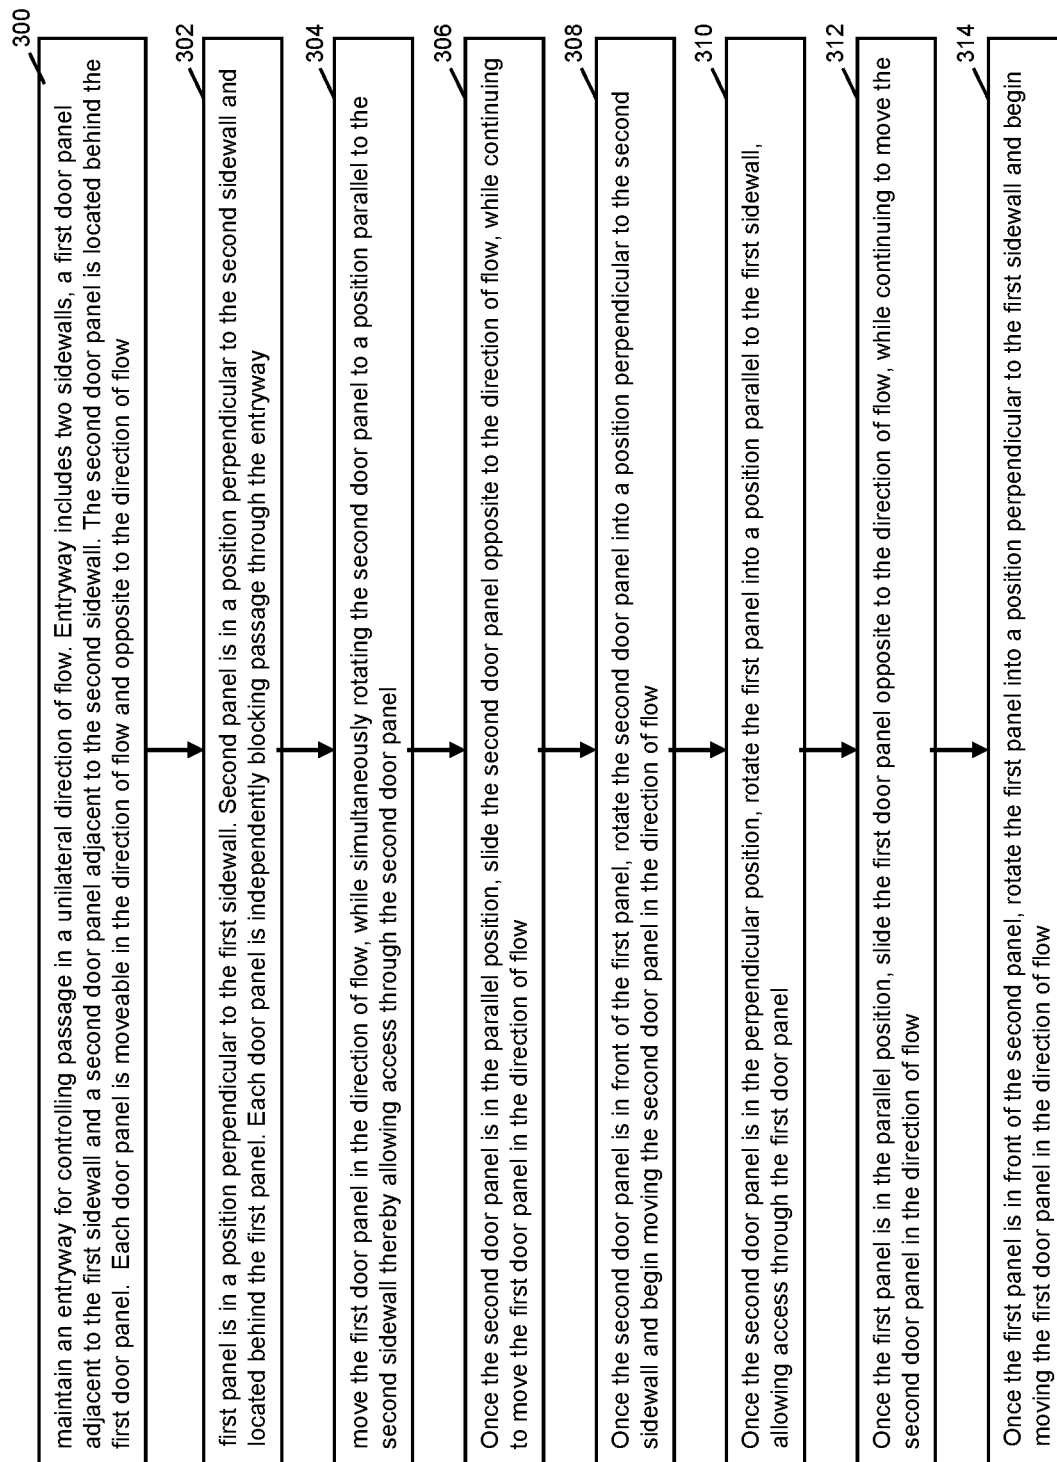 300
maintain an entryway for controlling passage in a unilateral direction of flow. Entryway includes two sidewalls, a first door panel
adjacent to the first sidewall and a second door panel adjacent to the second sidewall. The second door panel is located behind the
first door panel. Each door panel is moveable in the direction of flow and opposite to the direction of flow
302
first panel is in a position perpendicular to the first sidewall. Second panel is in a position perpendicular to the second sidewall and
located behind the first panel. Each door panel is independently blocking passage through the entryway
304
move the first door panel in the direction of flow, while simultaneously rotating the second door panel to a position parallel to the
second sidewall thereby allowing access through the second door panel
306
Once the second door panel is in the parallel position, slide the second door panel opposite to the direction of flow, while continuing
to move the first door panel in the direction of flow
308
Once the second door panel is in front of the first panel, rotate the second door panel into a position perpendicular to the second
sidewall and begin moving the second door panel in the direction of flow
310
Once the second door panel is in the perpendicular position, rotate the first panel into a position parallel to the first sidewall,
allowing access through the first door panel
312
Once the first panel is in the parallel position, slide the first door panel opposite to the direction of flow, while continuing to move the
second door panel in the direction of flow
314
Once the first panel is in front of the second panel, rotate the first panel into a position perpendicular to the first sidewall and begin
moving the first door panel in the direction of flow